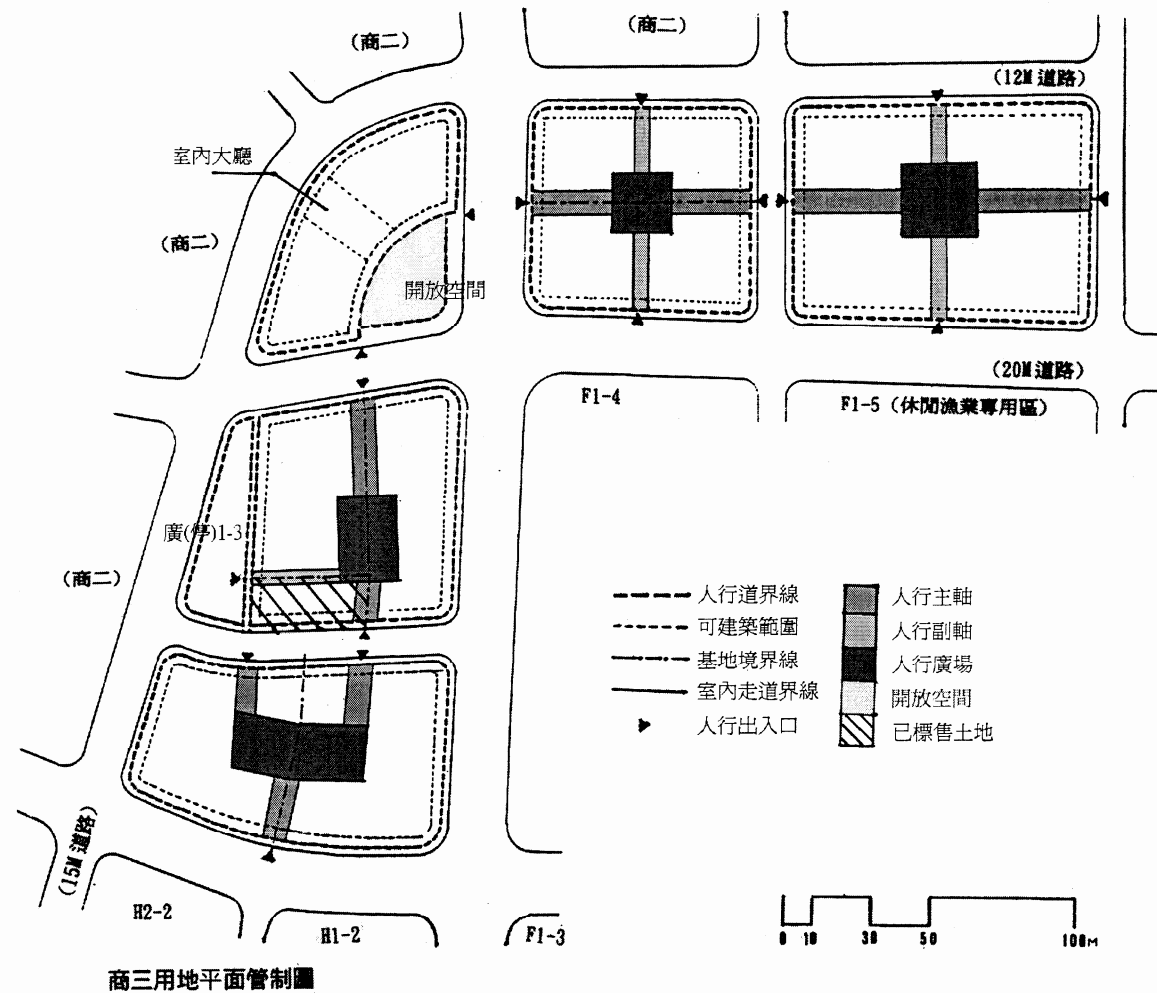 (商二)
(商二)
(12M道路)
室內大廳
(商二)
開放空間
(20M道路)
F1-4
F1-5 (休閒漁業專用區)
廣(停)1-3
(商二)
人行道界線
可建築範圍
基地境界線
室內走道界線
人行出入口
人行主軸
人行副軸
人行廣場
開放空間
已標售土地
(15M道路)
H2-2
H1-2
F1-3
0 10 30 50 100M
商三用地平面管制圖